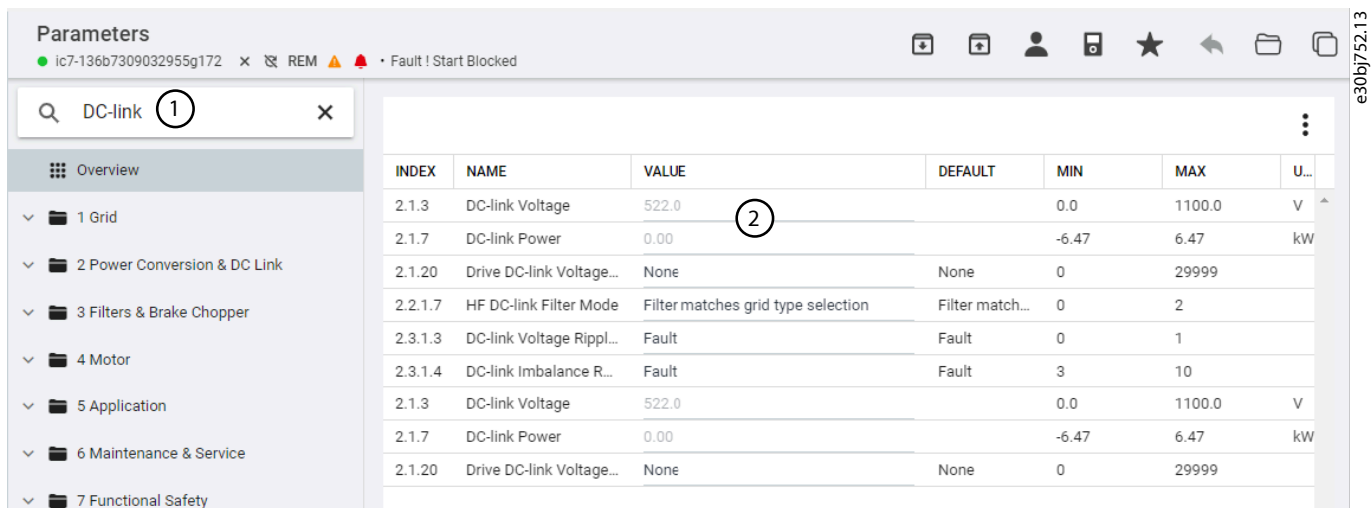 Parameters
ic7-136b7309032955g172 REM • Fault ! Start Blocked
DC-link 1
Overview
1 Grid
2 Power Conversion & DC Link
3 Filters & Brake Chopper
4 Motor
5 Application
6 Maintenance & Service
7 Functional Safety
INDEX NAME VALUE DEFAULT MIN MAX U...
2.1.3 DC-link Voltage 522.0 0.0 1100.0 V
2
2.1.7 DC-link Power 0.00 -6.47 6.47 kW
2.1.20 Drive DC-link Voltage... None None 0 29999
2.2.1.7 HF DC-link Filter Mode Filter matches grid type selection Filter match... 0 2
2.3.1.3 DC-link Voltage Rippl... Fault Fault 0 1
2.3.1.4 DC-link Imbalance R... Fault Fault 3 10
2.1.3 DC-link Voltage 522.0 0.0 1100.0 V
2.1.7 DC-link Power 0.00 -6.47 6.47 kW
2.1.20 Drive DC-link Voltage... None None 0 29999
e30bj752.13